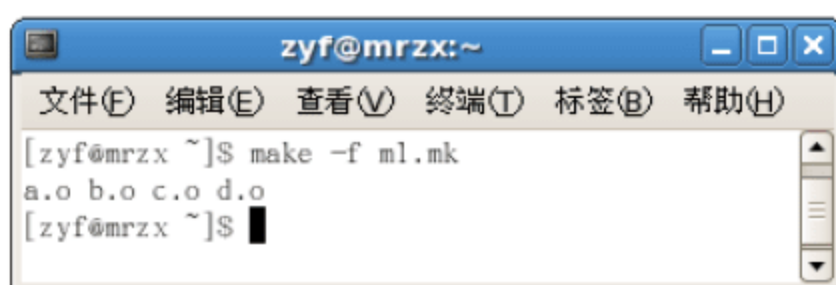 zyf@mrzx:~
文件(F) 编辑(E) 查看(V) 终端(T) 标签(B) 帮助(H)
[zyf@mrzx ~]$ make -f ml.mk
a.o b.o c.o d.o
[zyf@mrzx ~]$